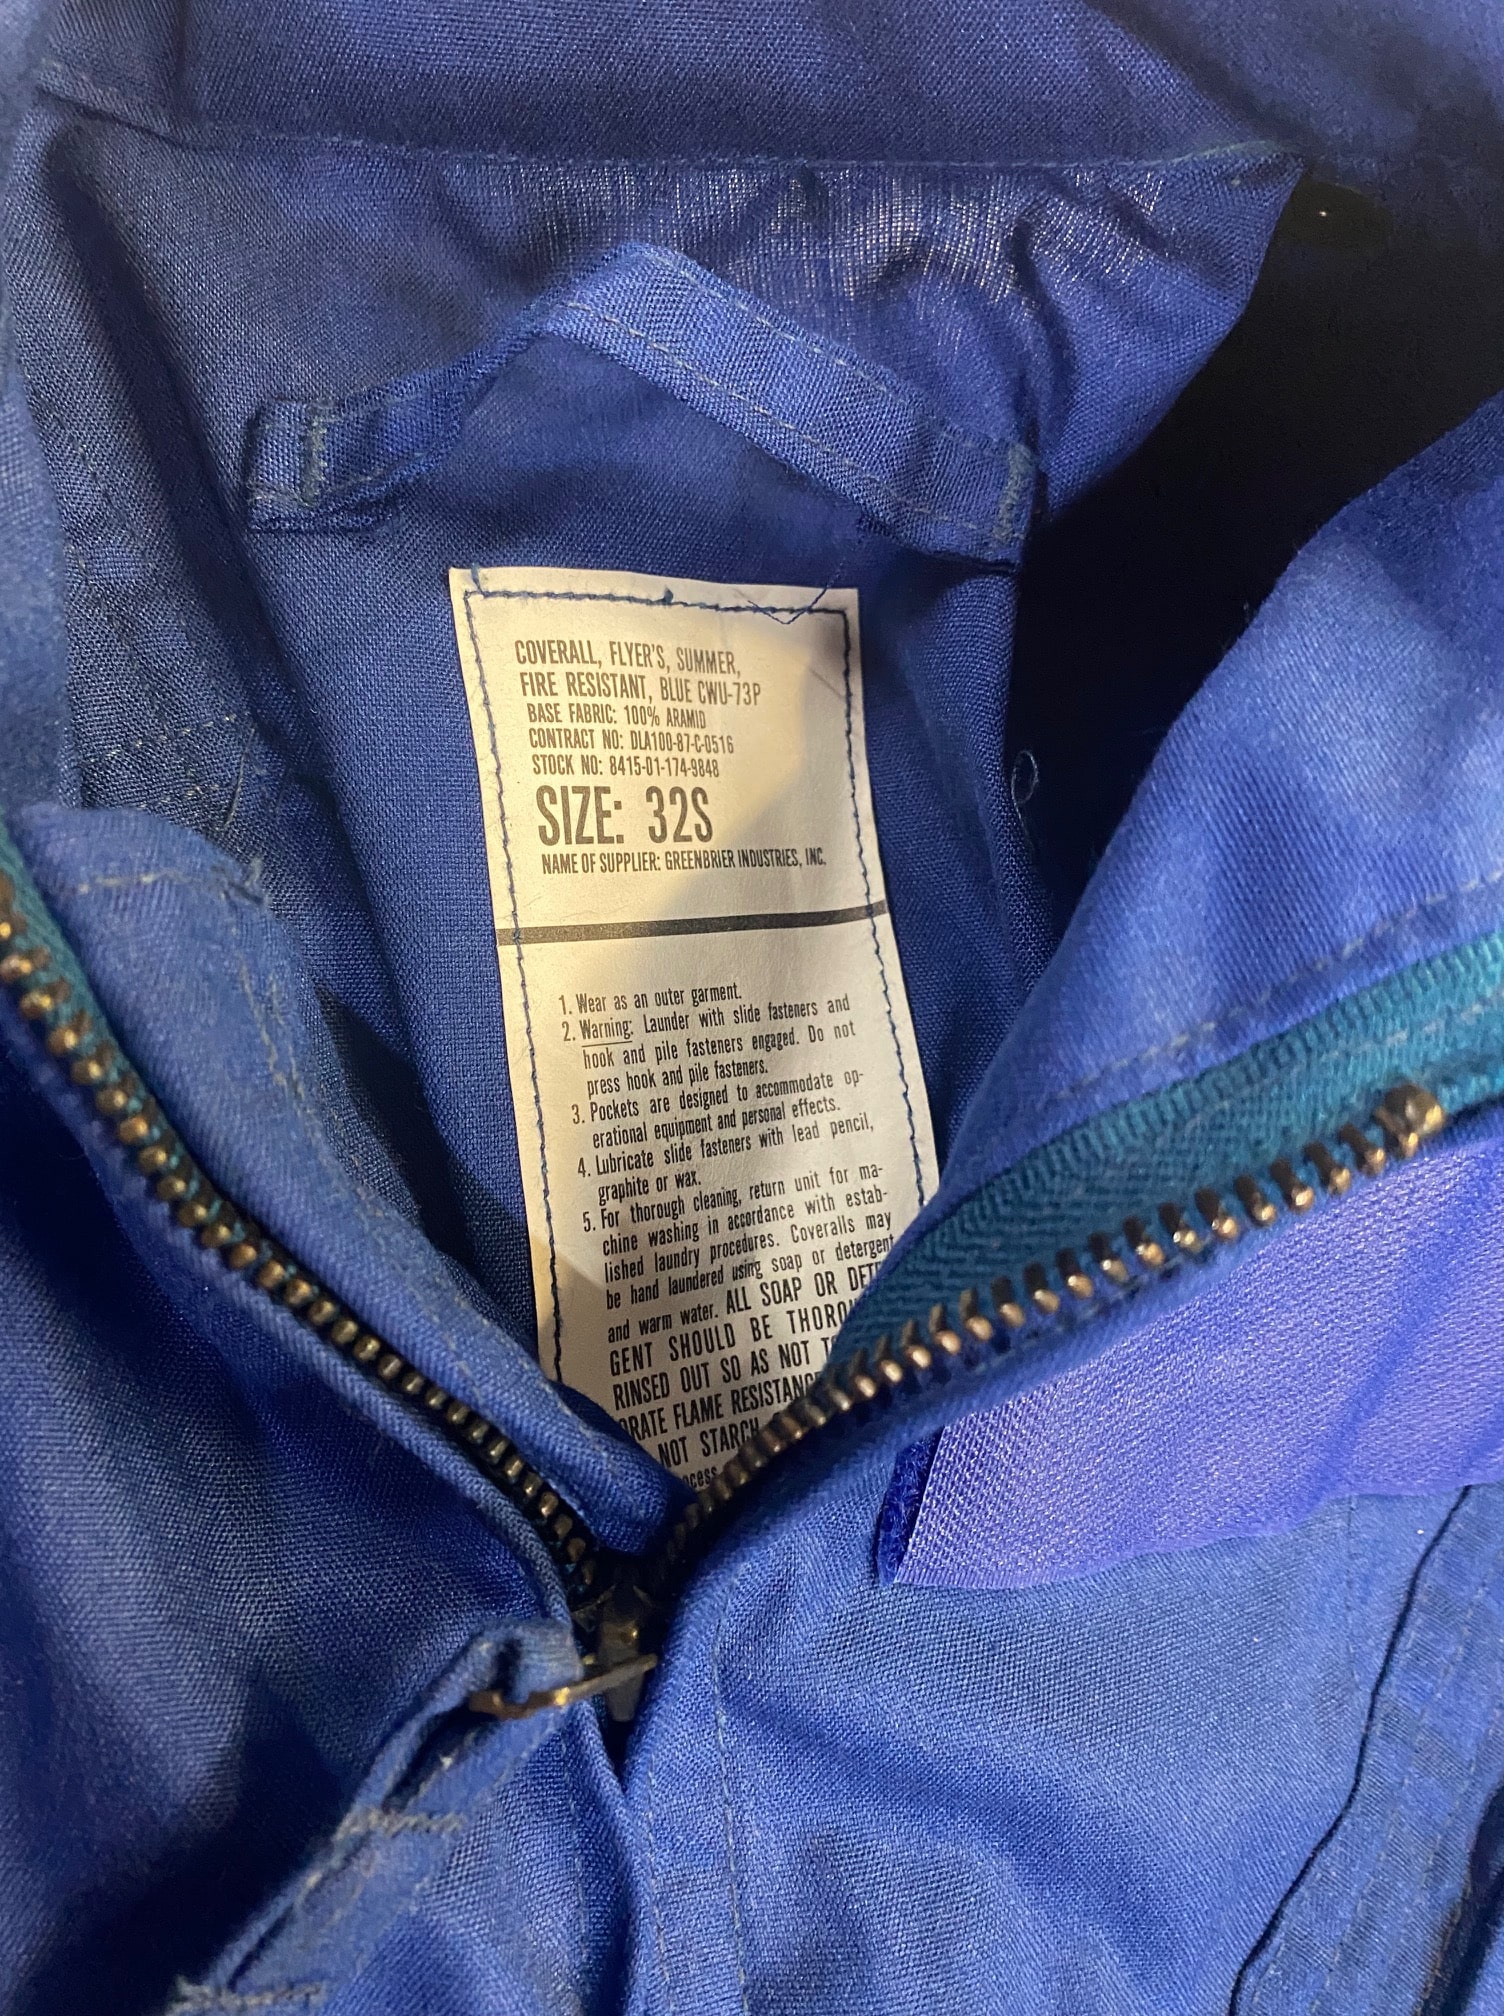 COVERALL, FLYER'S, SUMMER,
FIRE RESISTANT, BLUE CWU-73P
BASE FABRIC: 100% ARAMID
CONTRACT NO: DLA100-87-C-0516
STOCK NO: 8415-01-174-9848
SIZE: 32S
NAME OF SUPPLIER: GREENBRIER INDUSTRIES, INC.
1. Wear as an outer garment.
2. Warning: Launder with slide fasteners and
hook and pile fasteners engaged. Do not
press hook and pile fasteners.
3. Pockets are designed to accommodate op-
erational equipment and personal effects.
4. Lubricate slide fasteners with lead pencil,
graphite or wax.
5. For thorough cleaning, return unit for ma-
chine washing in accordance with estab-
lished laundry procedures. Coveralls may
be hand laundered using soap or detergent
and warm water. ALL SOAP OR
GENT SHOULD BE
RINSED OUT SO AS NOT
FLAME
NOT STARCH